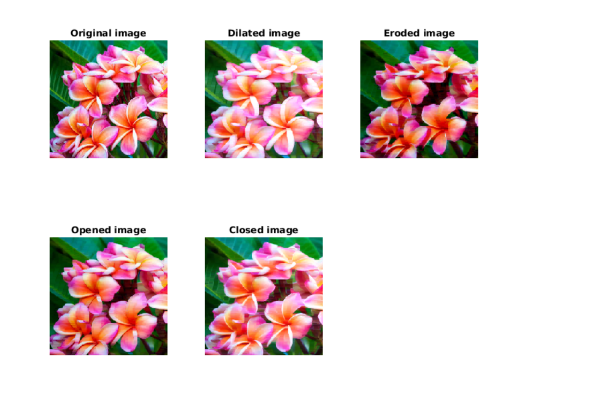 Original image
Dilated image
Eroded image
Opened image
Closed image